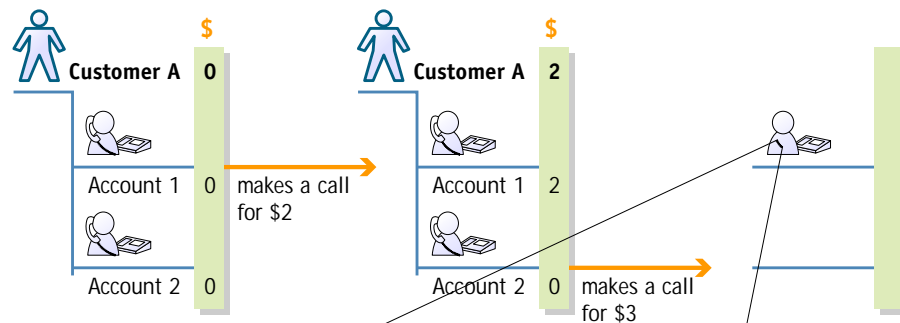 $
Customer A 0
Account 1 0
makes a call
for $2
Account 2 0
$
Customer A 2
Account 1 2
Account 2 0
makes a call
for $3